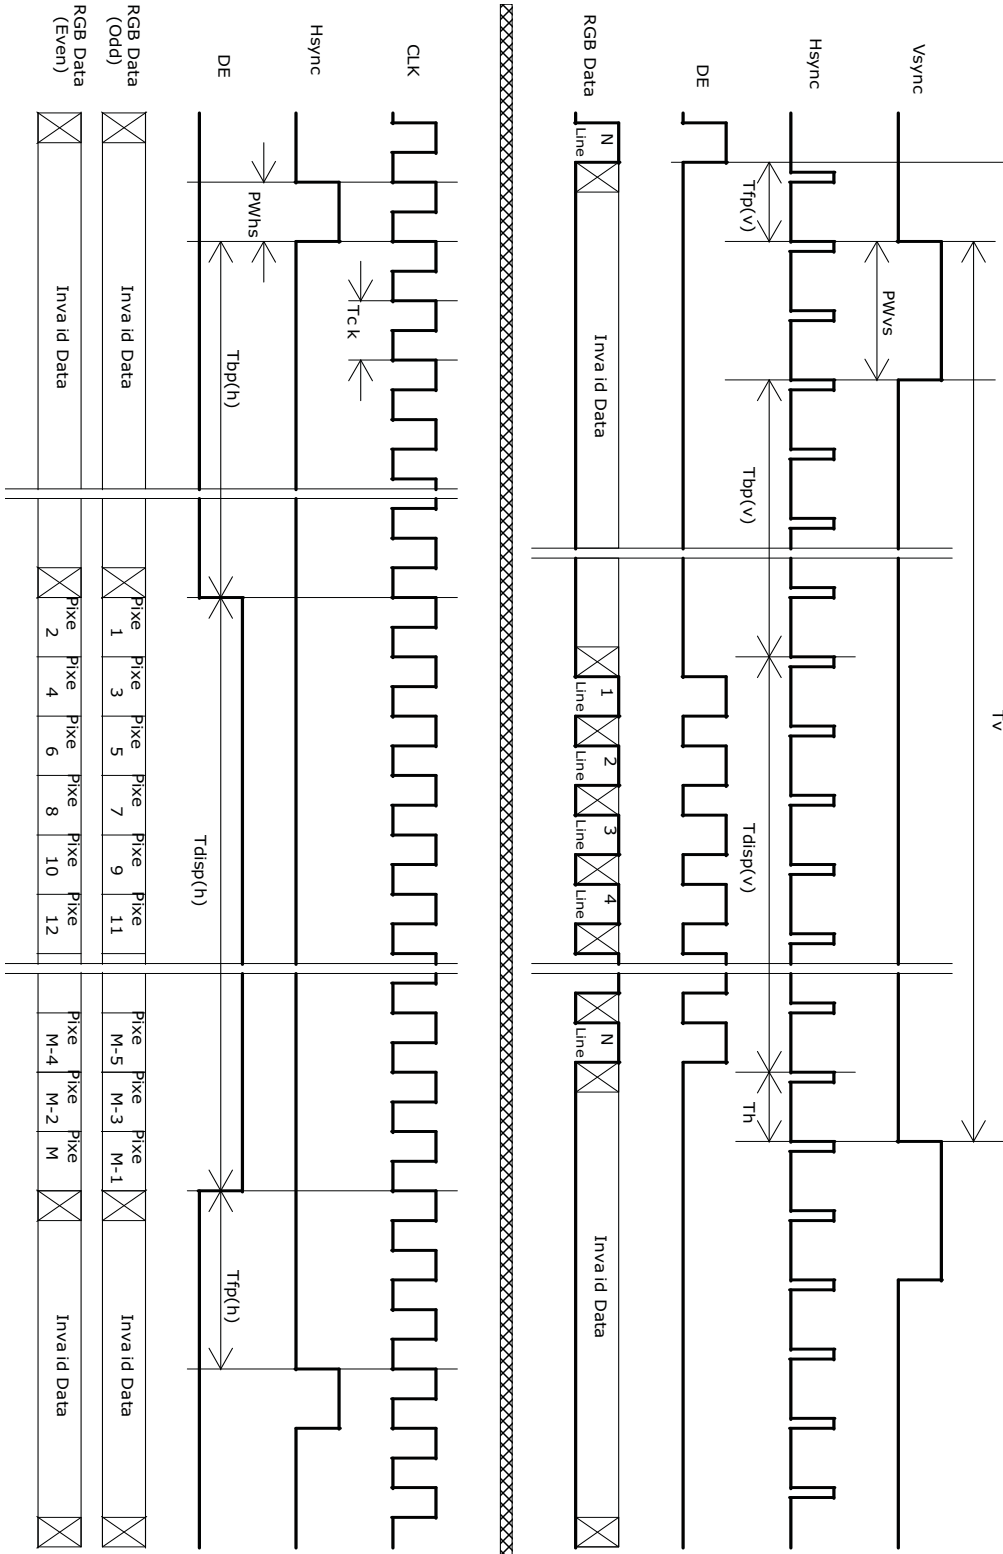 Tv
Vsync
PWvs
Hsync
Tfp(v)
Tbp(v)
Tdisp(v)
Th
DE
RGB Data
Line N
Inva id Data
Line 1
Line 2
Line 3
Line 4
Line N
Inva id Data
CLK
Tck
Hsync
PWhs
Tbp(h)
Tdisp(h)
Tfp(h)
DE
RGB Data
(Odd)
Inva id Data
Pixe
1
Pixe
3
Pixe
5
Pixe
7
Pixe
9
Pixe
11
Pixe
M-5
Pixe
M-3
Pixe
M-1
Inva id Data
RGB Data
(Even)
Inva id Data
Pixe
2
Pixe
4
Pixe
6
Pixe
8
Pixe
10
Pixe
12
Pixe
M-4
Pixe
M-2
Pixe
M
Inva id Data